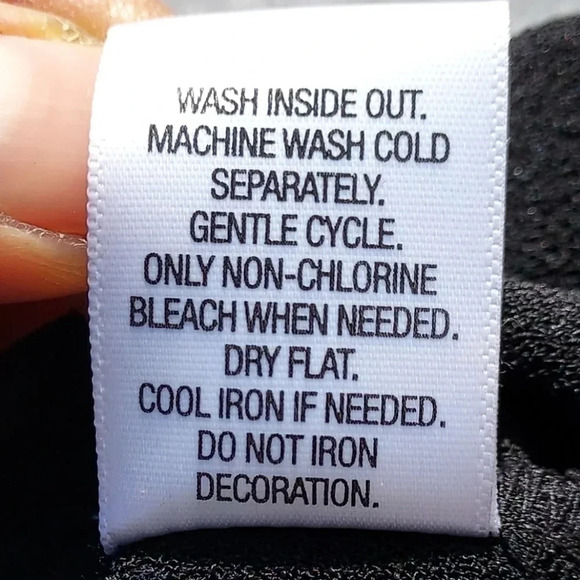 WASH INSIDE OUT.
MACHINE WASH COLD
SEPARATELY.
GENTLE CYCLE.
ONLY NON-CHLORINE
BLEACH WHEN NEEDED.
DRY FLAT.
COOL IRON IF NEEDED.
DO NOT IRON
DECORATION.